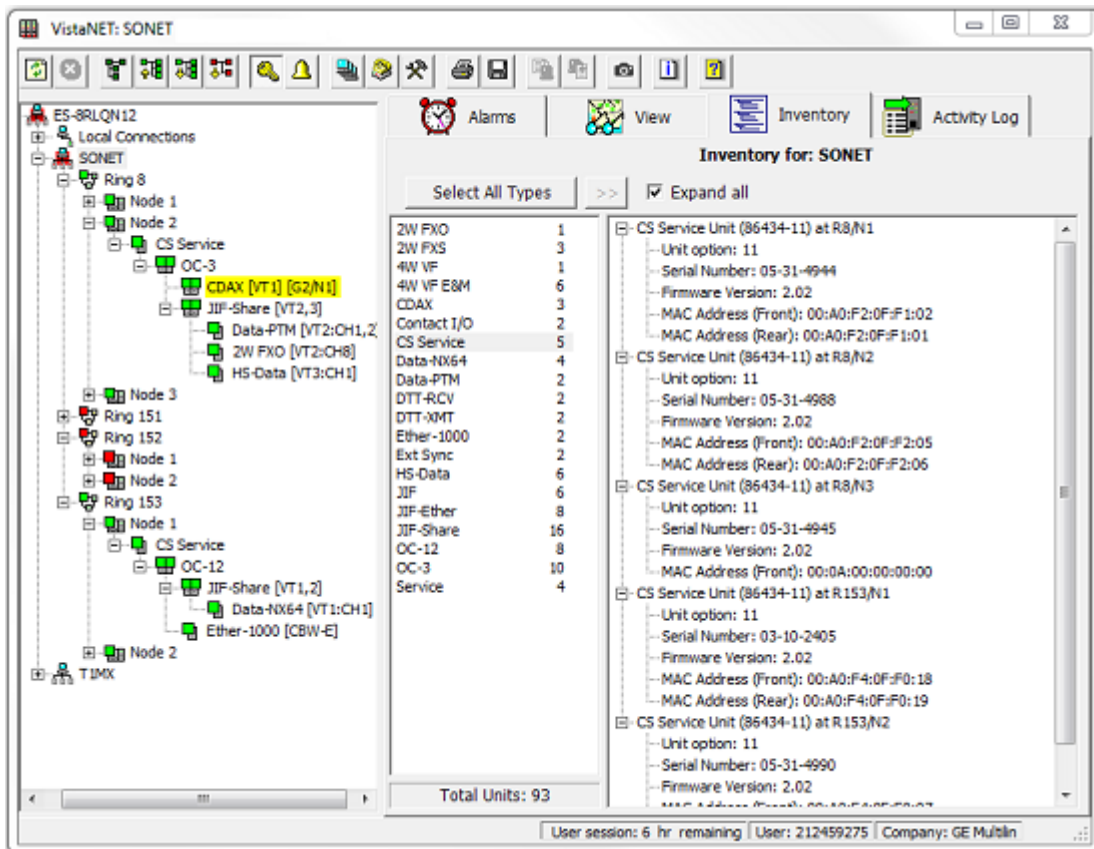 VistaNET: SONET
ES-8RLQN12
Local Connections
SONET
Ring 8
Node 1
Node 2
CS Service
OC-3
CDAX [VT1] [G2/N1]
JIF-Share [VT2,3]
Data-PTM [VT2:CH1,2]
2W FXO [VT2:CH8]
HS-Data [VT3:CH1]
Node 3
Ring 151
Ring 152
Node 1
Node 2
Ring 153
Node 1
CS Service
OC-12
JIF-Share [VT1,2]
Data-NX64 [VT1:CH1]
Ether-1000 [CBW-E]
Node 2
T1MX
Alarms View Inventory Activity Log
Inventory for: SONET
Select All Types >> Expand all
2W FXO 1
2W FXS 3
4W VF 1
4W VF E&M 6
CDAX 3
Contact I/O 2
CS Service 5
Data-NX64 4
Data-PTM 2
DTT-RCV 2
DTT-XMT 2
Ether-1000 2
Ext Sync 2
HS-Data 6
JIF 6
JIF-Ether 8
JIF-Share 16
OC-12 8
OC-3 10
Service 4
Total Units: 93
CS Service Unit (86434-11) at R8/N1
Unit option: 11
Serial Number: 05-31-4944
Firmware Version: 2.02
MAC Address (Front): 00:A0:F2:0F:F1:02
MAC Address (Rear): 00:A0:F2:0F:F1:01
CS Service Unit (86434-11) at R8/N2
Unit option: 11
Serial Number: 05-31-4988
Firmware Version: 2.02
MAC Address (Front): 00:A0:F2:0F:F2:05
MAC Address (Rear): 00:A0:F2:0F:F2:06
CS Service Unit (86434-11) at R8/N3
Unit option: 11
Serial Number: 05-31-4945
Firmware Version: 2.02
MAC Address (Front): 00:0A:00:00:00:00
CS Service Unit (86434-11) at R153/N1
Unit option: 11
Serial Number: 03-10-2405
Firmware Version: 2.02
MAC Address (Front): 00:A0:F4:0F:F0:18
MAC Address (Rear): 00:A0:F4:0F:F0:19
CS Service Unit (86434-11) at R153/N2
Unit option: 11
Serial Number: 05-31-4990
Firmware Version: 2.02
User session: 6 hr remaining User: 212459275 Company: GE Multilin